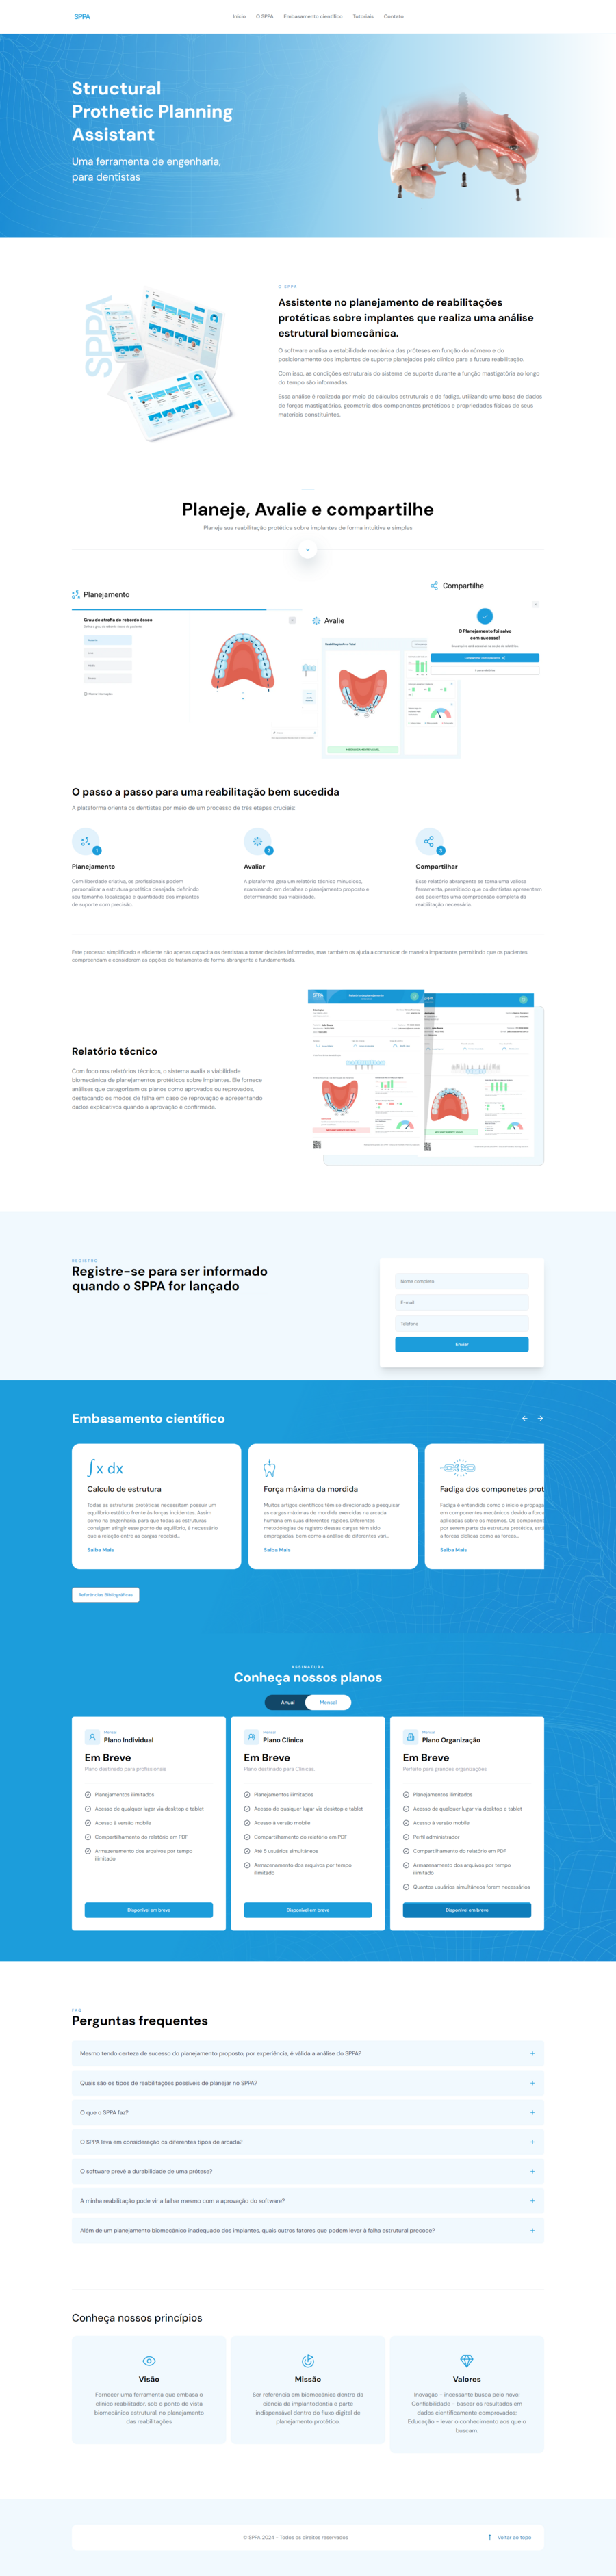 SPPA
Início
O SPPA
Embasamento científico
Tutoriais
Contato
Structural
Prothetic Planning
Assistant
Uma ferramenta de engenharia,
para dentistas
SPPA
O SPPA
Assistente no planejamento de reabilitações
protéticas sobre implantes que realiza uma análise
estrutural biomecânica.
O software analisa a estabilidade mecânica das próteses em função do número e do
posicionamento dos implantes de suporte planejados pelo clínico para a futura reabilitação.
Com isso, as condições estruturais do sistema de suporte durante a função mastigatória ao longo
do tempo são informadas.
Essa análise é realizada por meio de cálculos estruturais e de fadiga, utilizando uma base de dados
de forças mastigatórias, geometria dos componentes protéticos e propriedades físicas de seus
materiais constituintes.
Planeje, Avalie e compartilhe
Planeje sua reabilitação protética sobre implantes de forma intuitiva e simples
Compartilhe
Planejamento
Avalie
Grau de atrofia do rebordo ósseo
O Planejamento foi salvo
com sucesso!
O passo a passo para uma reabilitação bem sucedida
A plataforma orienta os dentistas por meio de um processo de três etapas cruciais:
1
2
3
Planejamento
Avaliar
Compartilhar
Com liberdade criativa, os profissionais podem
personalizar a estrutura protética desejada, definindo
seu tamanho, localização e quantidade dos implantes
de suporte com precisão.
A plataforma gera um relatório técnico minucioso,
examinando em detalhes o planejamento proposto e
determinando sua viabilidade.
Esse relatório abrangente se torna uma valiosa
ferramenta, permitindo que os dentistas apresentem
aos pacientes uma compreensão completa da
reabilitação necessária.
Este processo simplificado e eficiente não apenas capacita os dentistas a tomar decisões informadas, mas também os ajuda a comunicar de maneira impactante, permitindo que os pacientes
compreendam e considerem as opções de tratamento de forma abrangente e fundamentada.
Relatório técnico
Com foco nos relatórios técnicos, o sistema avalia a viabilidade
biomecânica de planejamentos protéticos sobre implantes. Ele fornece
análises que categorizam os planos como aprovados ou reprovados,
destacando os modos de falha em caso de reprovação e apresentando
dados explicativos quando a aprovação é confirmada.
REGISTRO
Registre-se para ser informado
quando o SPPA for lançado
Nome completo
E-mail
Telefone
Enviar
Embasamento científico
∫x dx
Calculo de estrutura
Todas as estruturas protéticas necessitam possuir um
equilíbrio estático frente às forças incidentes. Assim
como na engenharia, para que todas as estruturas
consigam atingir esse ponto de equilíbrio, é necessário
que a relação entre as cargas recebid...
Saiba Mais
Força máxima da mordida
Muitos artigos científicos têm se direcionado a pesquisar
as cargas máximas de mordida exercidas na arcada
humana em suas diferentes regiões. Diferentes
metodologias de registro dessas cargas têm sido
empregadas, bem como a análise de diferentes vari...
Saiba Mais
Fadiga dos componetes prot
Fadiga é entendida como o início e propaga
em componentes mecânicos devido a força
aplicadas sobre os mesmos. Os component
por serem parte da estrutura protética, estã
a forças cíclicas como as forcas...
Saiba Mais
Referências Bibliográficas
ASSINATURA
Conheça nossos planos
Anual
Mensal
Mensal
Plano Individual
Em Breve
Plano destinado para profissionais
Planejamentos ilimitados
Acesso de qualquer lugar via desktop e tablet
Acesso à versão mobile
Compartilhamento do relatório em PDF
Armazenamento dos arquivos por tempo
ilimitado
Disponível em breve
Mensal
Plano Clínica
Em Breve
Plano destinado para Clínicas.
Planejamentos ilimitados
Acesso de qualquer lugar via desktop e tablet
Acesso à versão mobile
Compartilhamento do relatório em PDF
Até 5 usuários simultâneos
Armazenamento dos arquivos por tempo
ilimitado
Disponível em breve
Mensal
Plano Organização
Em Breve
Perfeito para grandes organizações
Planejamentos ilimitados
Acesso de qualquer lugar via desktop e tablet
Acesso à versão mobile
Perfil administrador
Compartilhamento do relatório em PDF
Armazenamento dos arquivos por tempo
ilimitado
Quantos usuários simultâneos forem necessários
Disponível em breve
FAQ
Perguntas frequentes
Mesmo tendo certeza de sucesso do planejamento proposto, por experiência, é válida a análise do SPPA?
Quais são os tipos de reabilitações possíveis de planejar no SPPA?
O que o SPPA faz?
O SPPA leva em consideração os diferentes tipos de arcada?
O software prevê a durabilidade de uma prótese?
A minha reabilitação pode vir a falhar mesmo com a aprovação do software?
Além de um planejamento biomecânico inadequado dos implantes, quais outros fatores que podem levar à falha estrutural precoce?
Conheça nossos princípios
Visão
Fornecer uma ferramenta que embasa o
clínico reabilitador, sob o ponto de vista
biomecânico estrutural, no planejamento
das reabilitações
Missão
Ser referência em biomecânica dentro da
ciência da implantodontia e parte
indispensável dentro do fluxo digital de
planejamento protético.
Valores
Inovação - incessante busca pelo novo;
Confiabilidade - basear os resultados em
dados cientificamente comprovados;
Educação - levar o conhecimento aos que o
buscam.
© SPPA 2024 - Todos os direitos reservados
Voltar ao topo